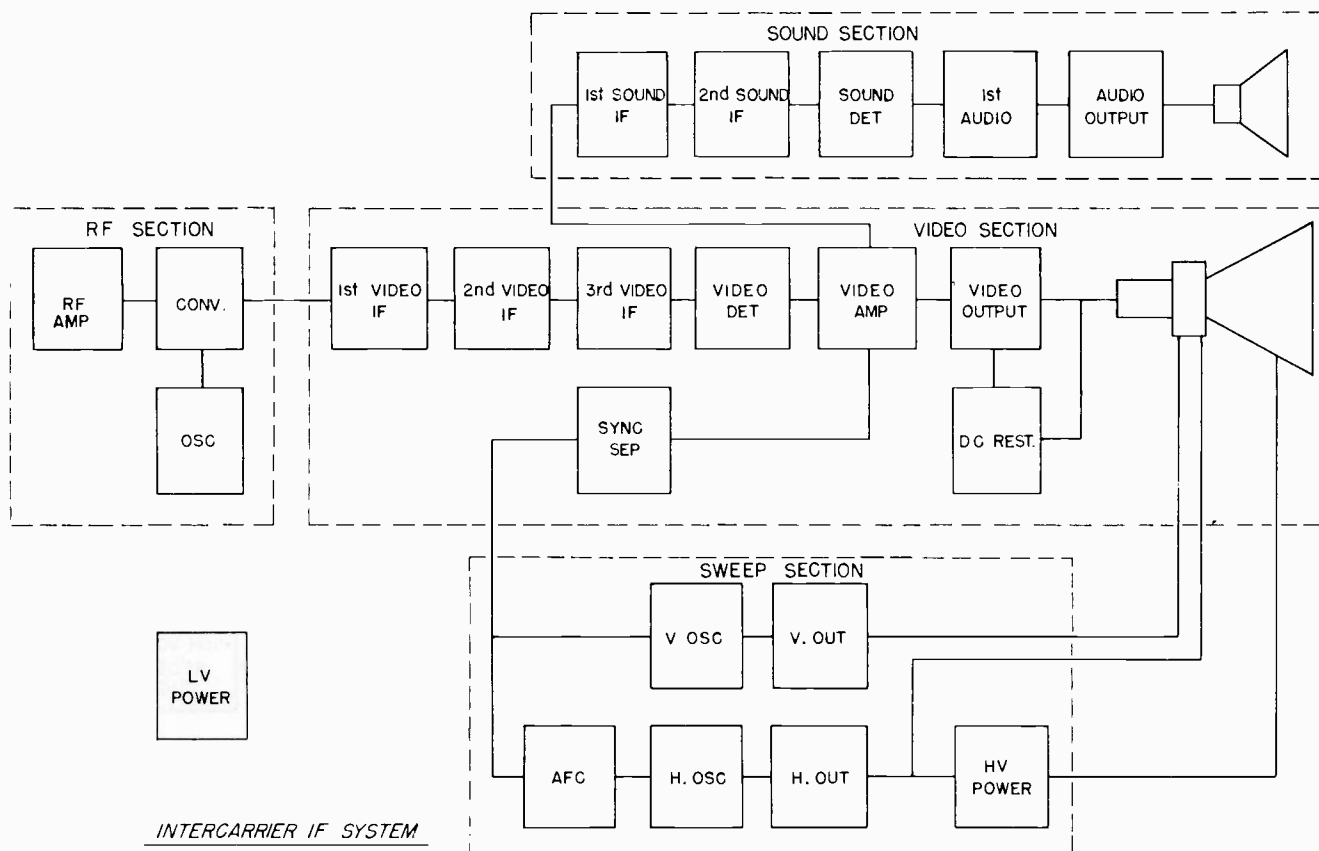 SOUND SECTION
1st SOUND
IF
2nd SOUND
IF
SOUND
DET
1st
AUDIO
AUDIO
OUTPUT
RF SECTION
RF
AMP
CONV.
OSC
VIDEO SECTION
1st VIDEO
IF
2nd VIDEO
IF
3rd VIDEO
IF
VIDEO
DET
VIDEO
AMP
VIDEO
OUTPUT
SYNC
SEP
DC REST.
SWEEP SECTION
V OSC
V. OUT
AFC
H. OSC
H. OUT
HV
POWER
LV
POWER
INTERCARRIER IF SYSTEM